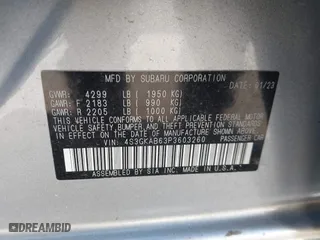 MFD BY SUBARU CORPORATION
GVWR: 4299 LB ( 1950 KG) DATE: 01/23
GAWR: F 2183 LB ( 990 KG)
GAWR: R 2205 LB ( 1000 KG)
THIS VEHICLE CONFORMS TO ALL APPLICABLE FEDERAL MOTOR
VEHICLE SAFETY, BUMPER, AND THEFT PREVENTION STANDARDS
IN EFFECT ON THE DATE OF MANUFACTURE SHOWN ABOVE.
VIN: 4S3GKAB63P3603260 PASSENGER CAR
ASSEMBLED BY SIA INC. MADE IN U.S.A.
AUTOBIDMASTER